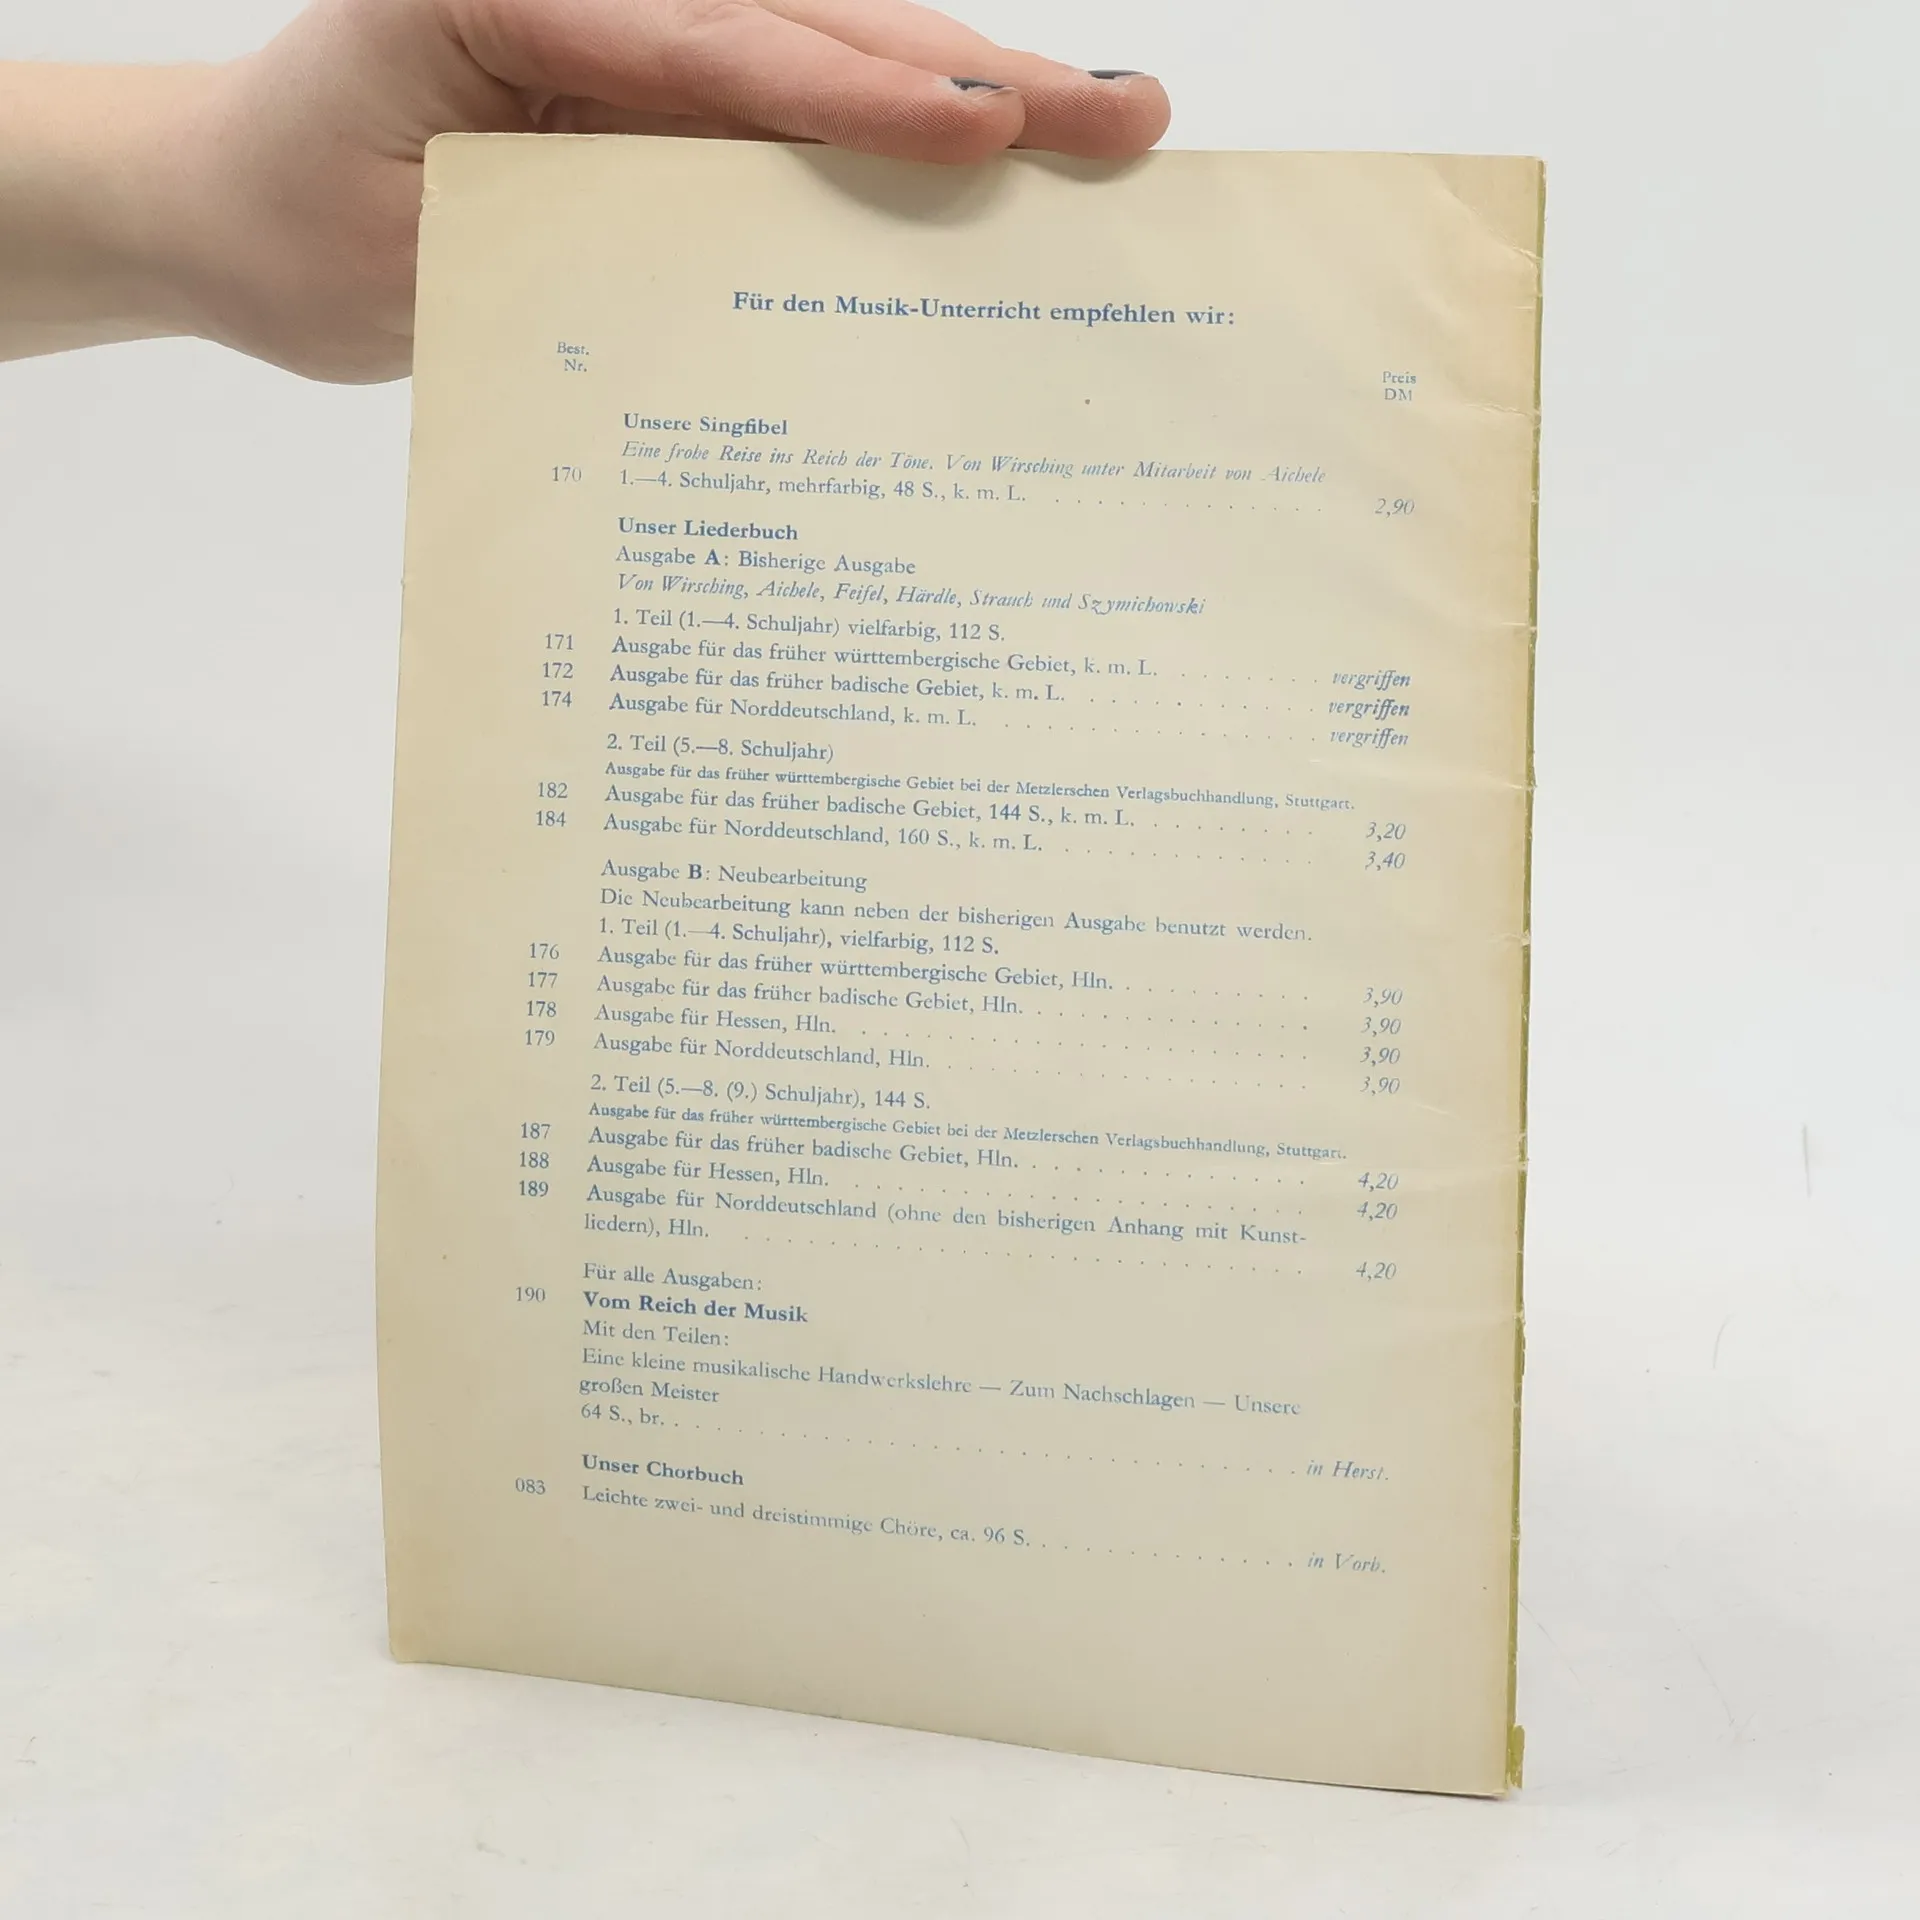 Für den Musik-Unterricht empfehlen wir:
Best. Nr.
Preis DM
Unsere Singfibel
Eine frohe Reise ins Reich der Töne. Von Wirsching unter Mitarbeit von Aichele
170 1.—4. Schuljahr, mehrfarbig, 48 S., k. m. L. . . . . . . . . . . . . . 2,90
Unser Liederbuch
Ausgabe A: Bisherige Ausgabe
Von Wirsching, Aichele, Feifel, Härdle, Strauch und Szymichowski
1. Teil (1.—4. Schuljahr) vielfarbig, 112 S.
171 Ausgabe für das früher württembergische Gebiet, k. m. L. . . . . . . . vergriffen
172 Ausgabe für das früher badische Gebiet, k. m. L. . . . . . . . . . . . vergriffen
174 Ausgabe für Norddeutschland, k. m. L. . . . . . . . . . . . . . . . vergriffen
2. Teil (5.—8. Schuljahr)
Ausgabe für das früher württembergische Gebiet bei der Metzlerschen Verlagsbuchhandlung, Stuttgart.
182 Ausgabe für das früher badische Gebiet, 144 S., k. m. L. . . . . . . . . 3,20
184 Ausgabe für Norddeutschland, 160 S., k. m. L. . . . . . . . . . . . . 3,40
Ausgabe B: Neubearbeitung
Die Neubearbeitung kann neben der bisherigen Ausgabe benutzt werden.
1. Teil (1.—4. Schuljahr), vielfarbig, 112 S.
176 Ausgabe für das früher württembergische Gebiet, Hln. . . . . . . . . . 3,90
177 Ausgabe für das früher badische Gebiet, Hln. . . . . . . . . . . . . . 3,90
178 Ausgabe für Hessen, Hln. . . . . . . . . . . . . . . . . . . . . . 3,90
179 Ausgabe für Norddeutschland, Hln. . . . . . . . . . . . . . . . . . 3,90
2. Teil (5.—8. (9.) Schuljahr), 144 S.
Ausgabe für das früher württembergische Gebiet bei der Metzlerschen Verlagsbuchhandlung, Stuttgart.
187 Ausgabe für das früher badische Gebiet, Hln. . . . . . . . . . . . . . 4,20
188 Ausgabe für Hessen, Hln. . . . . . . . . . . . . . . . . . . . . . 4,20
189 Ausgabe für Norddeutschland (ohne den bisherigen Anhang mit Kunst-
liedern), Hln. . . . . . . . . . . . . . . . . . . . . . . . . . . 4,20
Für alle Ausgaben:
190 Vom Reich der Musik
Mit den Teilen:
Eine kleine musikalische Handwerkslehre — Zum Nachschlagen — Unsere
großen Meister
64 S., br. . . . . . . . . . . . . . . . . . . . . . . . . . . . . in Herst.
Unser Chorbuch
083 Leichte zwei- und dreistimmige Chöre, ca. 96 S. . . . . . . . . . . . . in Vorb.